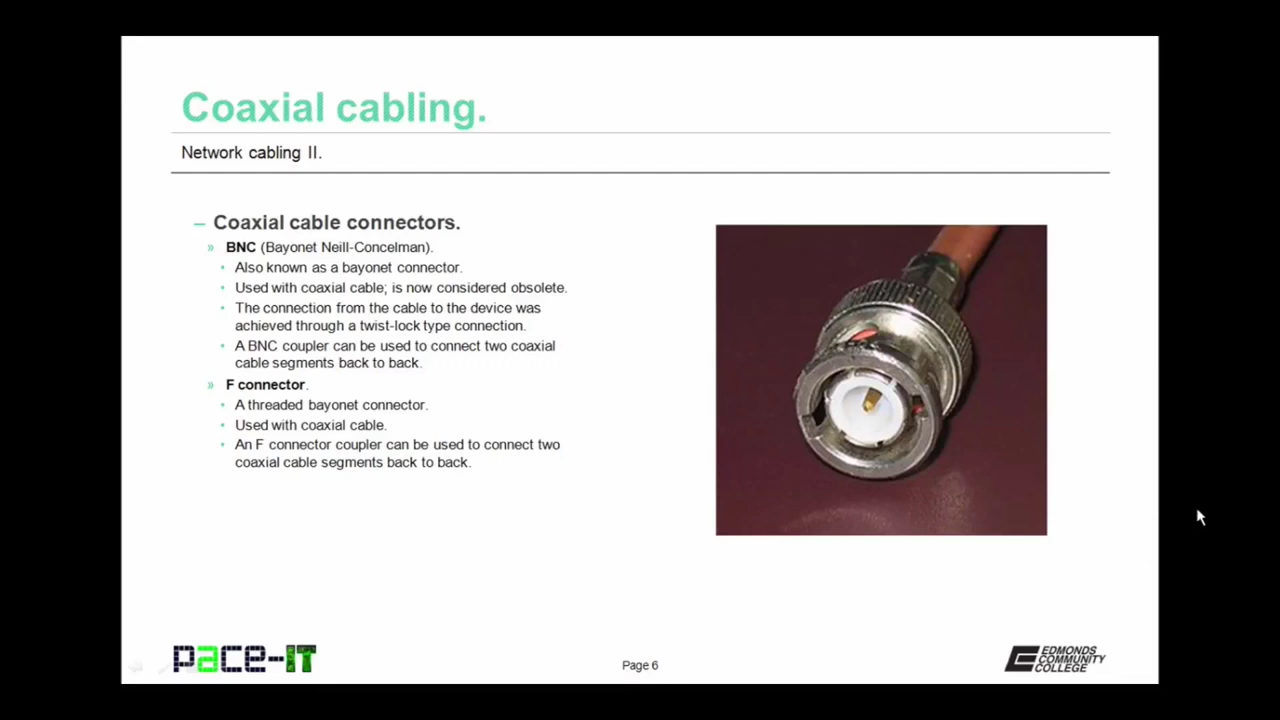 Coaxial cabling.
Network cabling II.
– Coaxial cable connectors.
» BNC (Bayonet Neill-Concelman).
• Also known as a bayonet connector.
• Used with coaxial cable; is now considered obsolete.
• The connection from the cable to the device was
achieved through a twist-lock type connection.
• A BNC coupler can be used to connect two coaxial
cable segments back to back.
» F connector.
• A threaded bayonet connector.
• Used with coaxial cable.
• An F connector coupler can be used to connect two
coaxial cable segments back to back.
pace-IT
Page 6
EDMONDS
COMMUNITY
COLLEGE